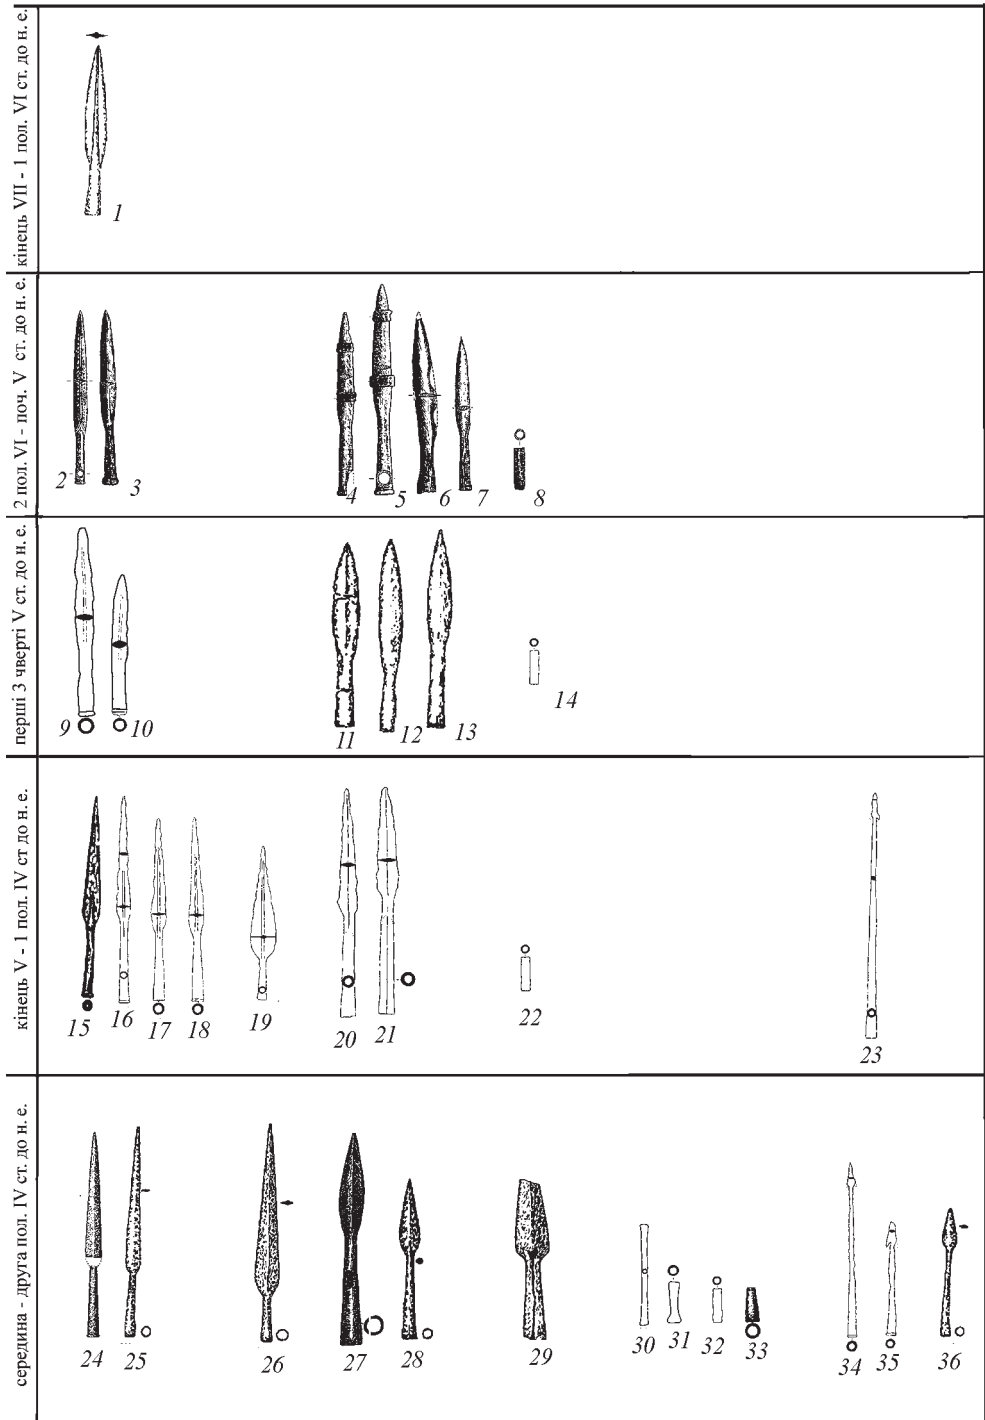 кінець VII - 1 пол. VI ст. до н. е.
1
2 пол. VI - поч. V ст. до н. е.
2 3 4 5 6 7 8
перші 3 чверті V ст. до н. е.
9 10 11 12 13 14
кінець V - 1 пол. IV ст до н. е.
15 16 17 18 19 20 21 22 23
середина - друга пол. IV ст. до н. е.
24 25 26 27 28 29 30 31 32 33 34 35 36